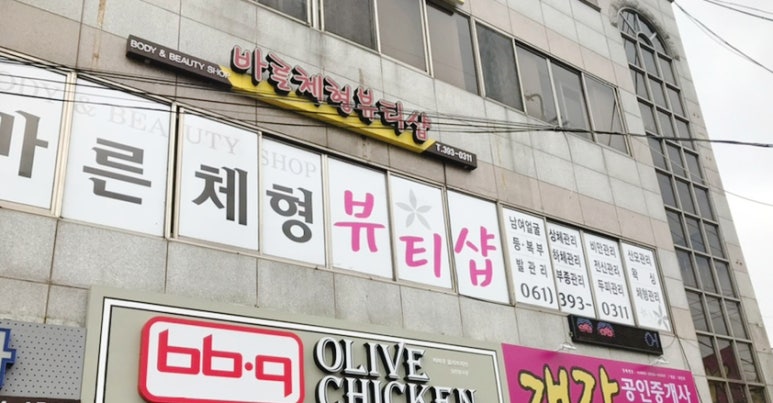 BODY & BEAUTY SHOP
바른체형뷰티샵
T.393-0311
BODY & BEAUTY SHOP
바른체형뷰티샵
남여얼굴 상체관리 비만관리 산모관리
등·복부 하체관리 전신관리 왁싱
발관리 부종관리 두피관리 체형관리
061) 393-0311
bb.q
OLIVE
CHICKEN
공인중개사